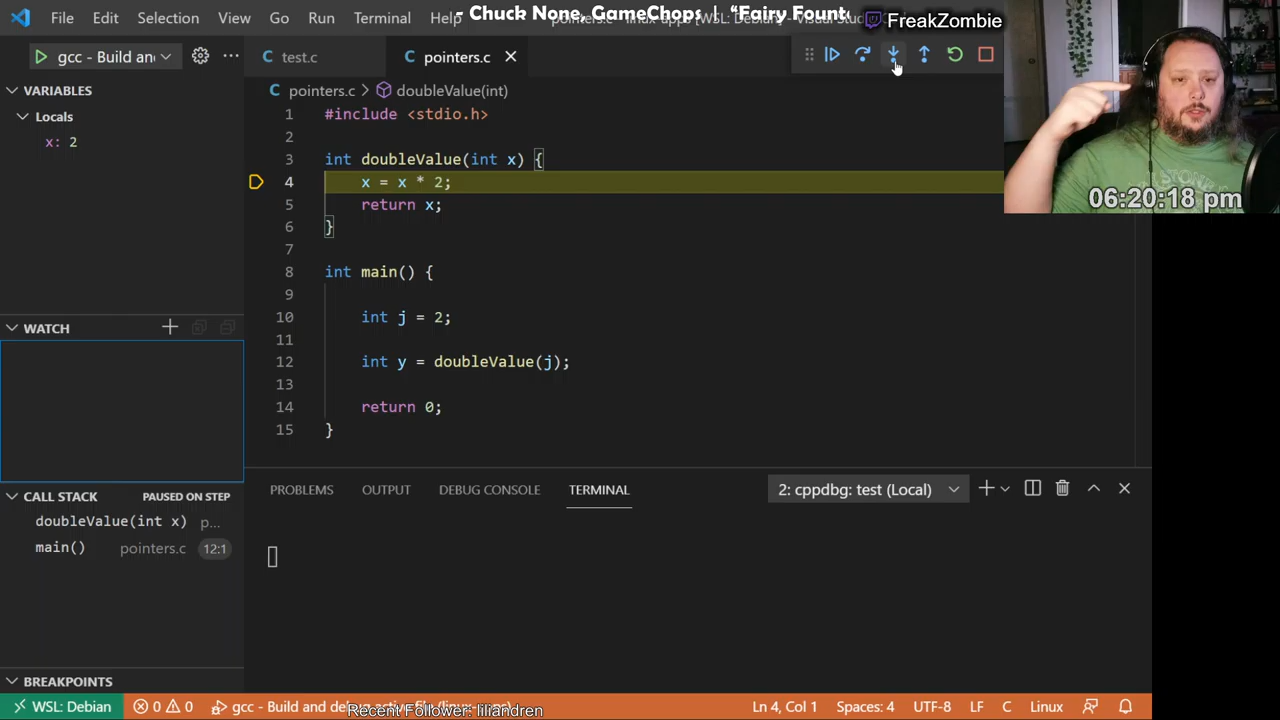 - Chuck None, GameChops | "Fairy Fount
FreakZombie
File Edit Selection View Go Run Terminal Help
gcc - Build an
test.c
pointers.c
VARIABLES
Locals
x: 2
pointers.c > doubleValue(int)
1 #include <stdio.h>
2
3 int doubleValue(int x) {
4 x = x * 2;
5 return x;
6 }
7
8 int main() {
9
10 int j = 2;
11
12 int y = doubleValue(j);
13
14 return 0;
15 }
06:20:18 pm
WATCH
CALL STACK PAUSED ON STEP
doubleValue(int x) p...
main() pointers.c 12:1
BREAKPOINTS
PROBLEMS OUTPUT DEBUG CONSOLE TERMINAL
2: cppdbg: test (Local)
WSL: Debian 0 0 gcc - Build and
Ln 4, Col 1 Spaces: 4 UTF-8 LF C Linux
Recent Follower: liliandren